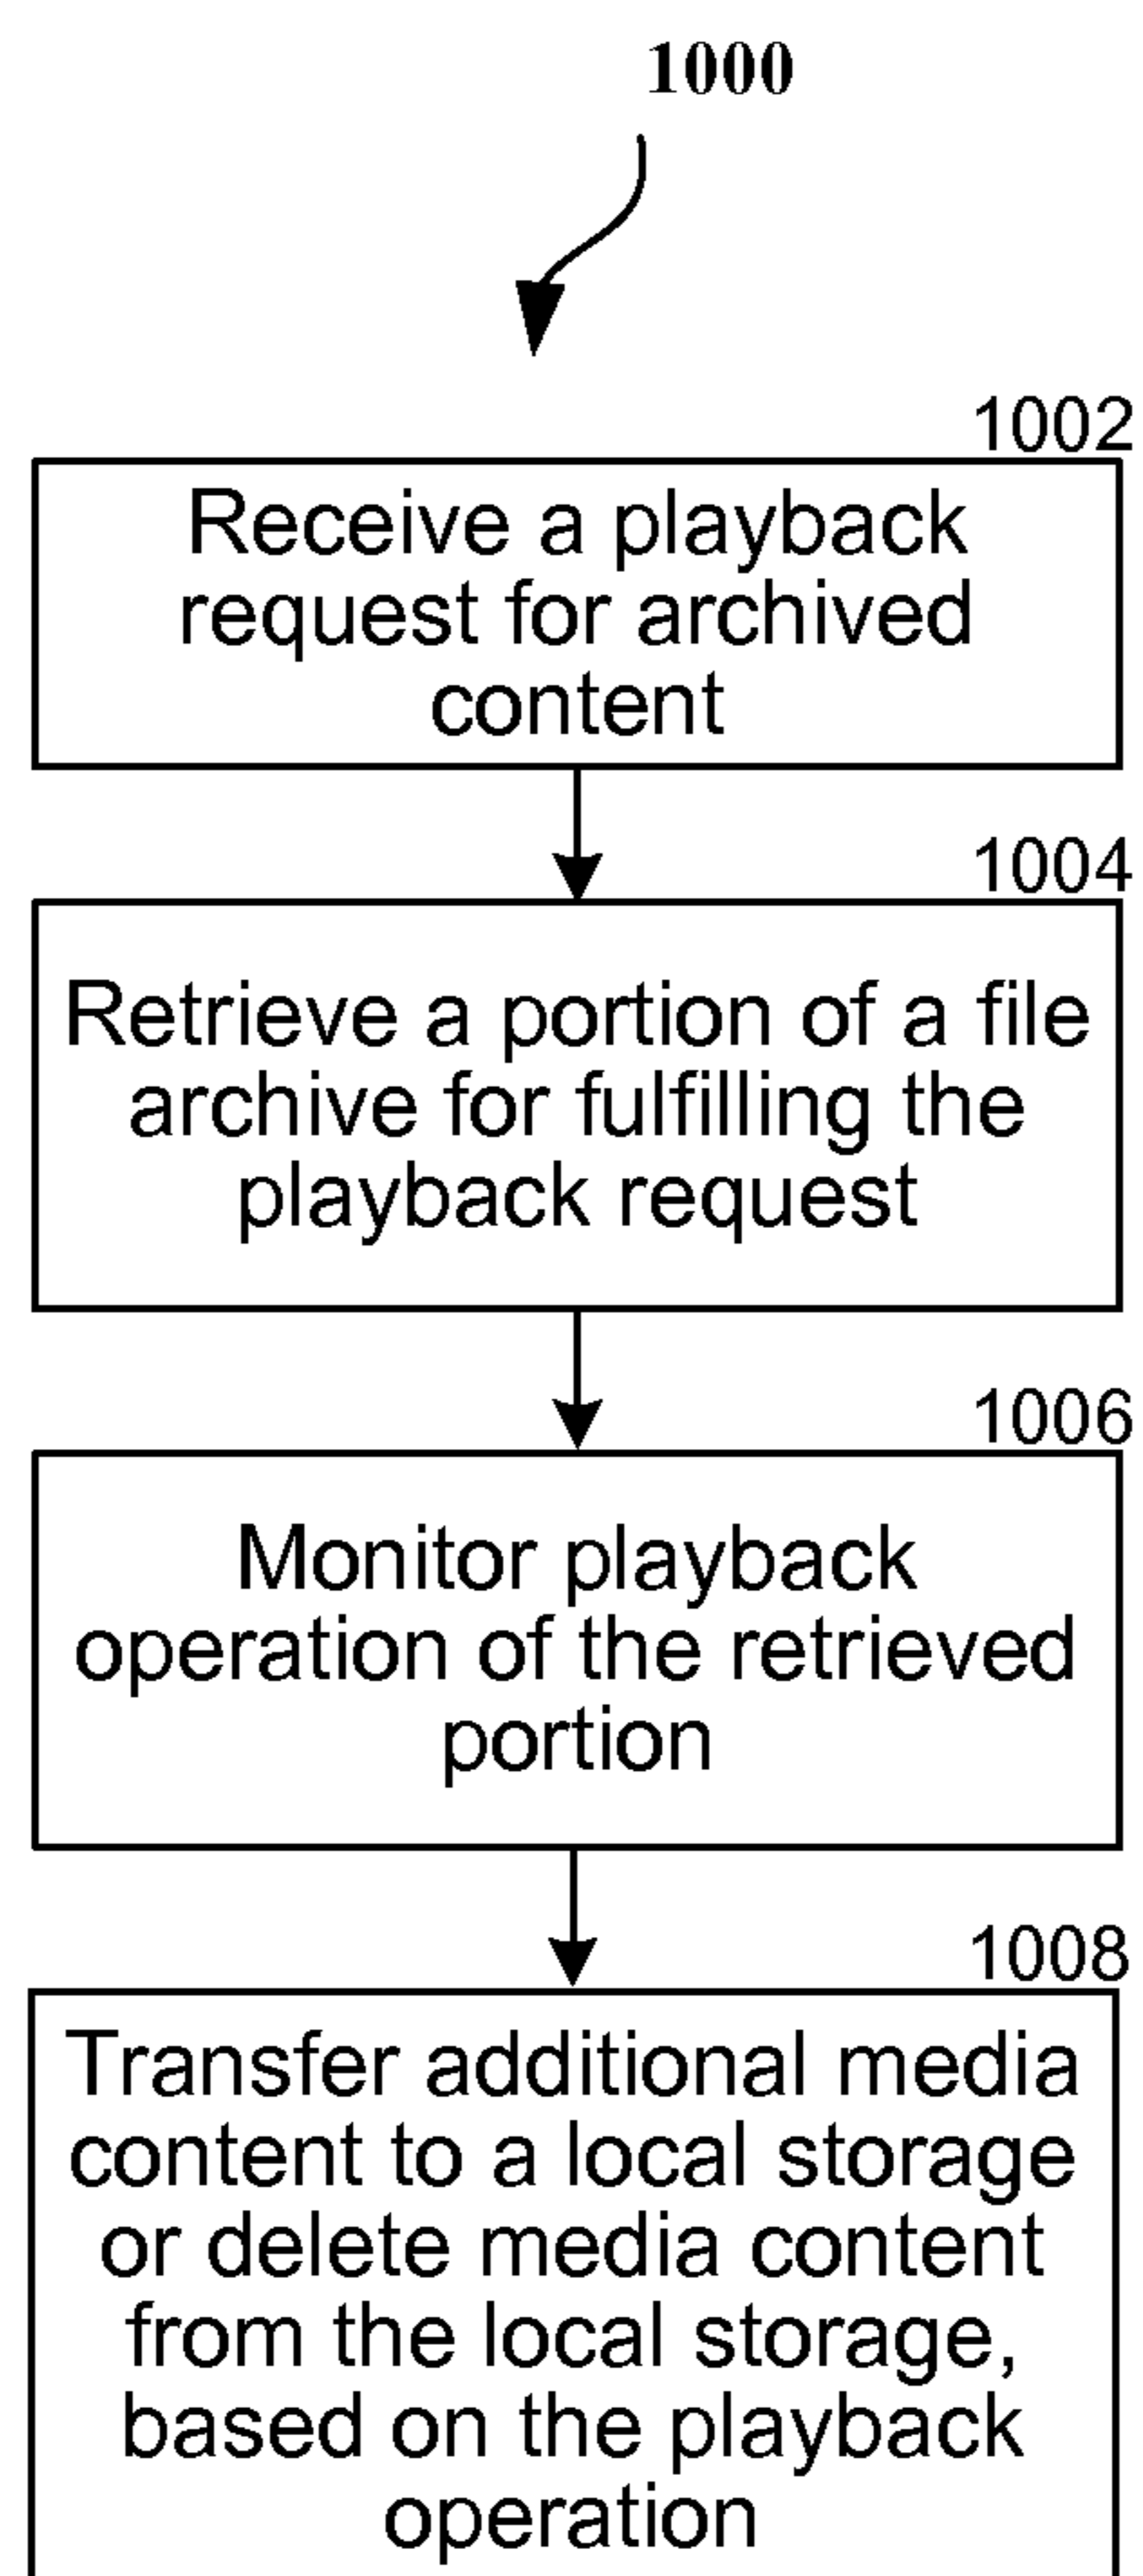 1000
1002
Receive a playback
request for archived
content
1004
Retrieve a portion of a file
archive for fulfilling the
playback request
1006
Monitor playback
operation of the retrieved
portion
1008
Transfer additional media
content to a local storage
or delete media content
from the local storage,
based on the playback
operation